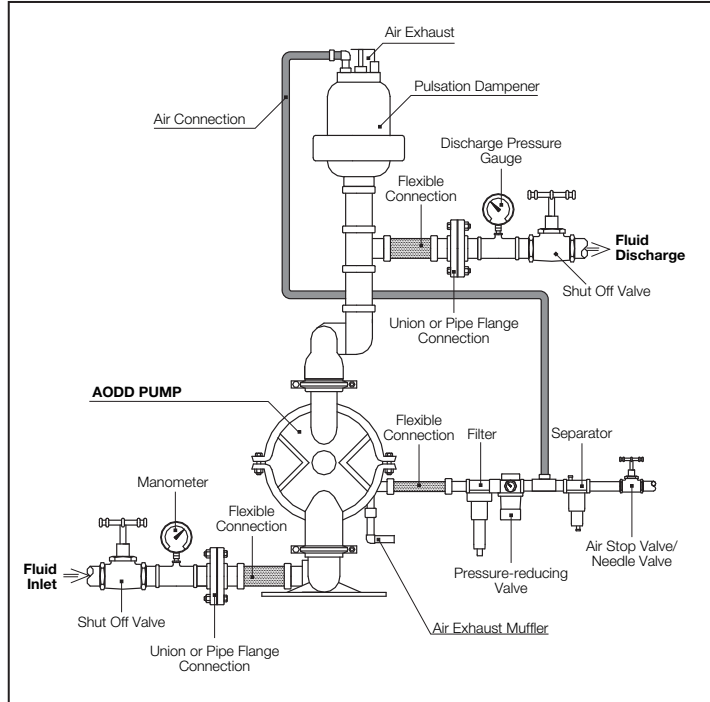 Air Exhaust
Pulsation Dampener
Air Connection
Discharge Pressure
Gauge
Flexible
Connection
Fluid
Discharge
Shut Off Valve
Union or Pipe Flange
Connection
AODD PUMP
Flexible
Connection
Filter
Separator
Manometer
Flexible
Connection
Air Stop Valve/
Needle Valve
Fluid
Inlet
Pressure-reducing
Valve
Shut Off Valve
Air Exhaust Muffler
Union or Pipe Flange
Connection